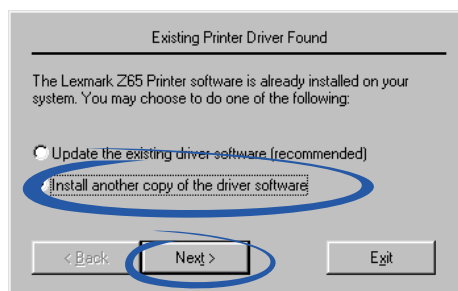 Existing Printer Driver Found
The Lexmark Z65 Printer software is already installed on your
system. You may choose to do one of the following:
Update the existing driver software (recommended)
Install another copy of the driver software
< Back
Next >
Exit